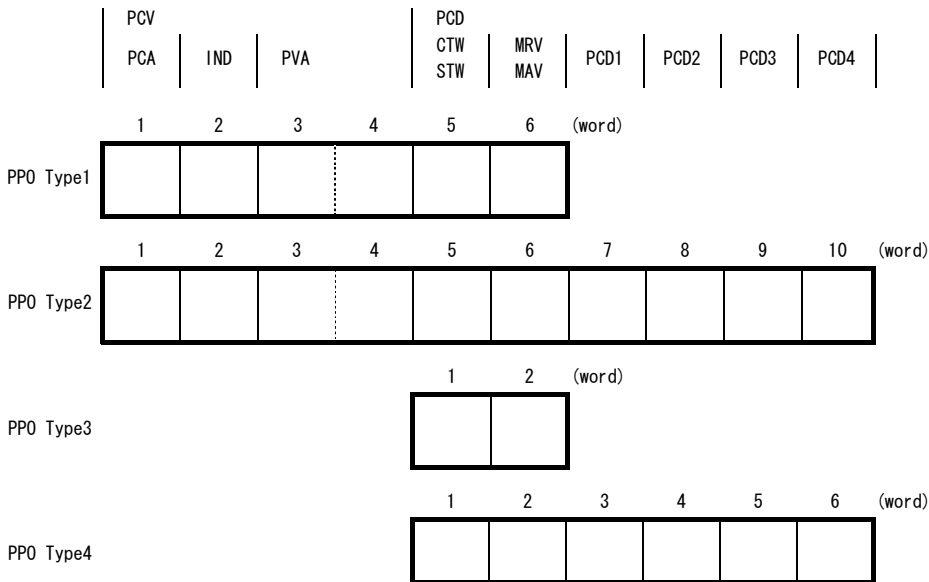 PCV PCD
PCA IND PVA CTW STW MRV MAV PCD1 PCD2 PCD3 PCD4
1 2 3 4 5 6 (word)
PPO Type1
1 2 3 4 5 6 7 8 9 10 (word)
PPO Type2
1 2 (word)
PPO Type3
1 2 3 4 5 6 (word)
PPO Type4